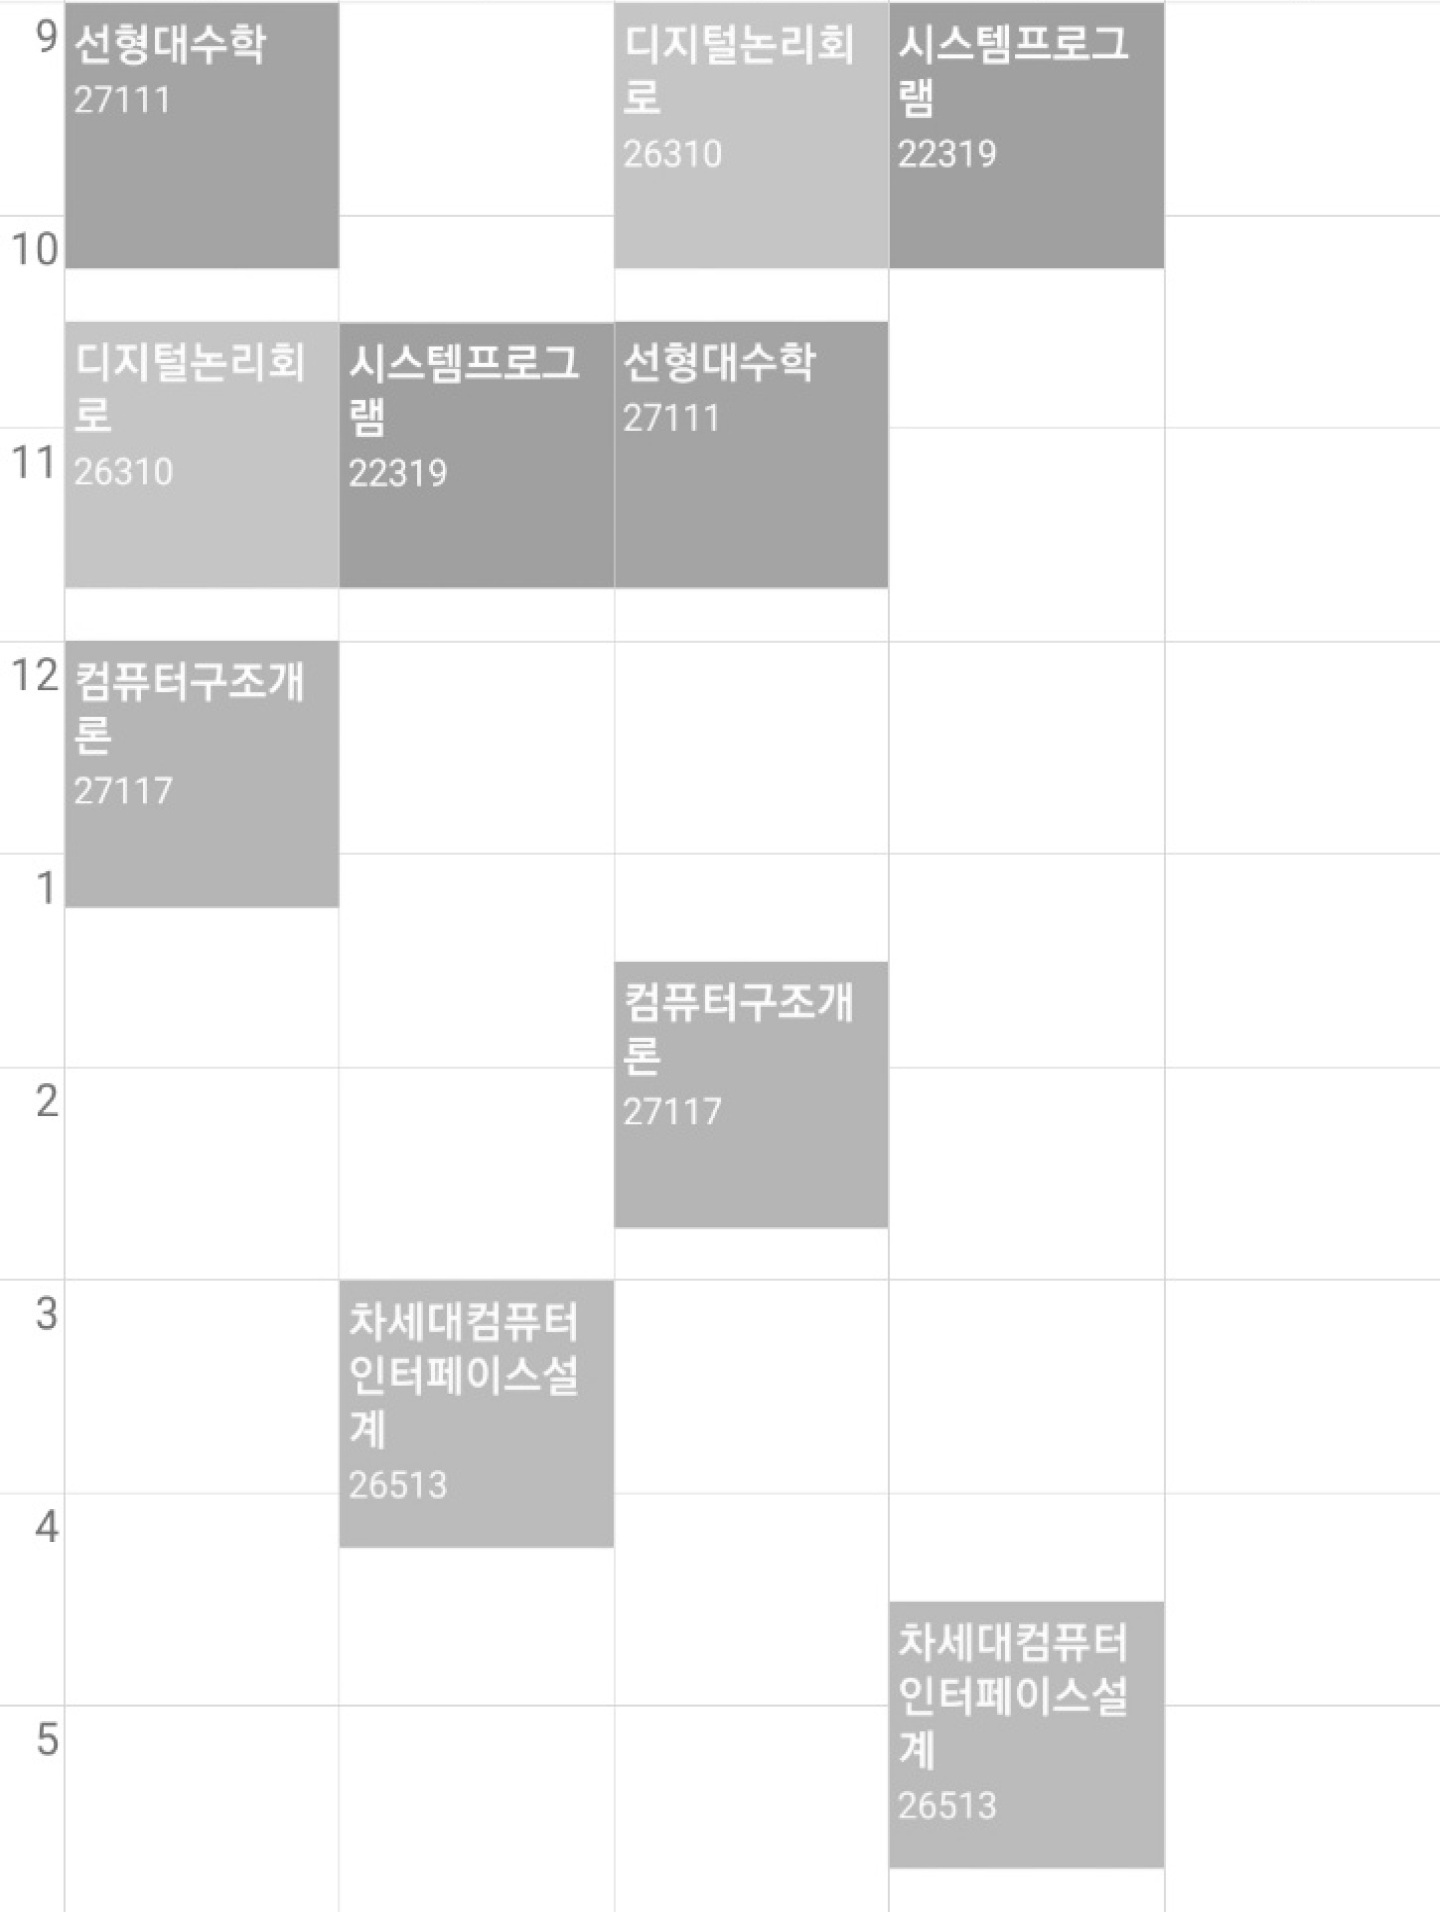 9
선형대수학
27111
디지털논리회
로
26310
시스템프로그
램
22319
10
디지털논리회
로
26310
시스템프로그
램
22319
선형대수학
27111
11
12
컴퓨터구조개
론
27117
1
컴퓨터구조개
론
27117
2
3
차세대컴퓨터
인터페이스설
계
26513
4
차세대컴퓨터
인터페이스설
계
26513
5